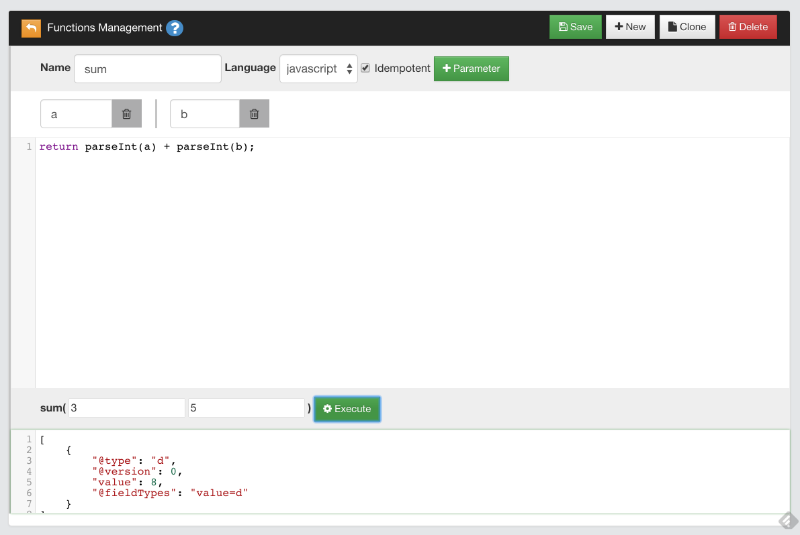 Functions Management ?
Save
New
Clone
Delete
Name sum Language javascript Idempotent + Parameter
a b
1 return parseInt(a) + parseInt(b);
sum( 3 5 ) Execute
1 [
2 {
3 "@type": "d",
4 "@version": 0,
5 "value": 8,
6 "@fieldTypes": "value=d"
7 }